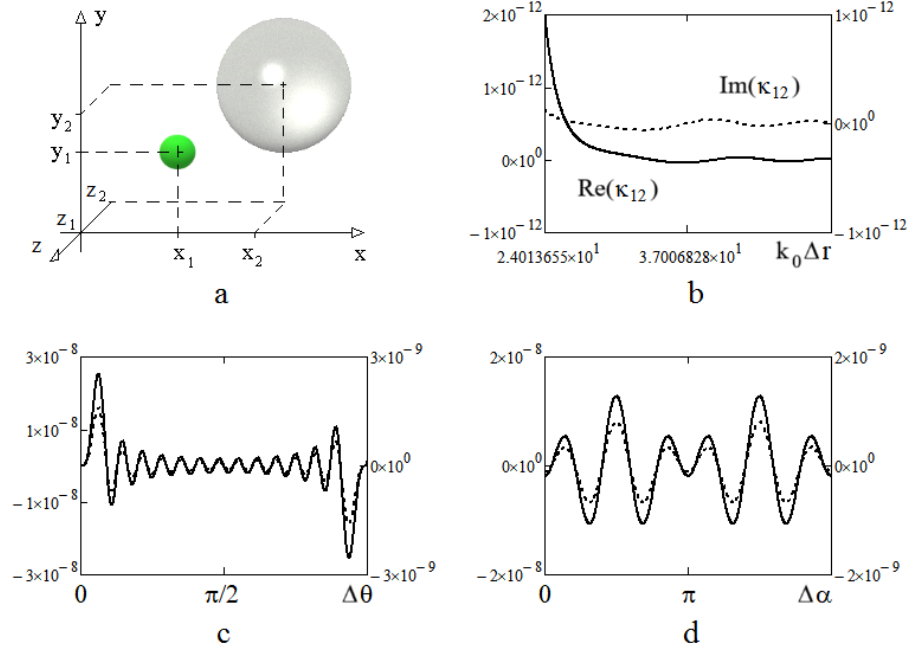 y
y₂
y₁
z₂
z₁
z
x₁
x₂
x
a
2×10⁻¹²
1×10⁻¹²
1×10⁻¹²
Im(κ₁₂)
0×10⁰
0×10⁰
Re(κ₁₂)
−1×10⁻¹²
−1×10⁻¹²
2.4013655×10¹
3.7006828×10¹
k₀Δr
b
3×10⁻⁸
3×10⁻⁹
1×10⁻⁸
0×10⁰
−1×10⁻⁸
−3×10⁻⁸
−3×10⁻⁹
0
π/2
Δθ
c
2×10⁻⁸
2×10⁻⁹
0×10⁰
0×10⁰
−2×10⁻⁸
−2×10⁻⁹
0
π
Δα
d